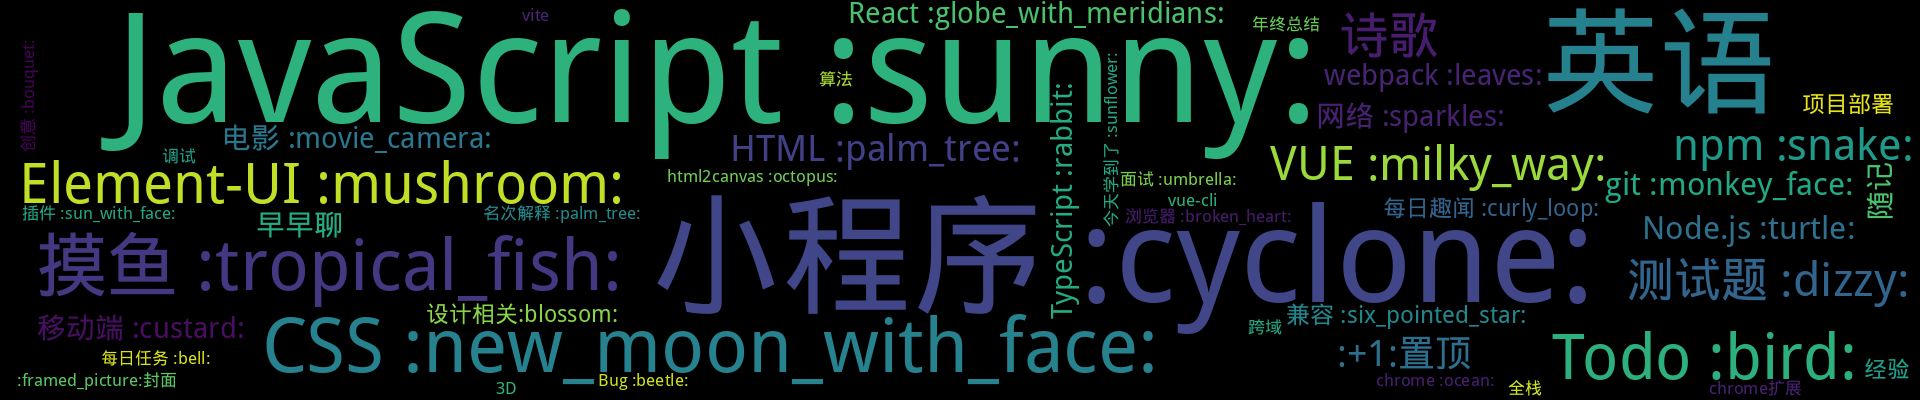 vite
React :globe_with_meridians:
年终总结
诗歌
英语
JavaScript :sunny:
创意 :bouquet:
算法
webpack :leaves:
项目部署
网络 :sparkles:
电影 :movie_camera:
HTML :palm_tree:
TypeScript :rabbit:
今天学到了 :sunflower:
npm :snake:
调试
Element-UI :mushroom:
html2canvas :octopus:
面试 :umbrella:
VUE :milky_way:
git :monkey_face:
随记
vue-cli
插件 :sun_with_face:
早早聊
名次解释 :palm_tree:
浏览器 :broken_heart:
每日趣闻 :curly_loop:
Node.js :turtle:
摸鱼 :tropical_fish:
小程序 :cyclone:
测试题 :dizzy:
设计相关:blossom:
移动端 :custard:
跨域
兼容 :six_pointed_star:
CSS :new_moon_with_face:
:+1:置顶
Todo :bird:
每日任务 :bell:
经验
:framed_picture:封面
3D
Bug :beetle:
chrome :ocean:
全栈
chrome扩展